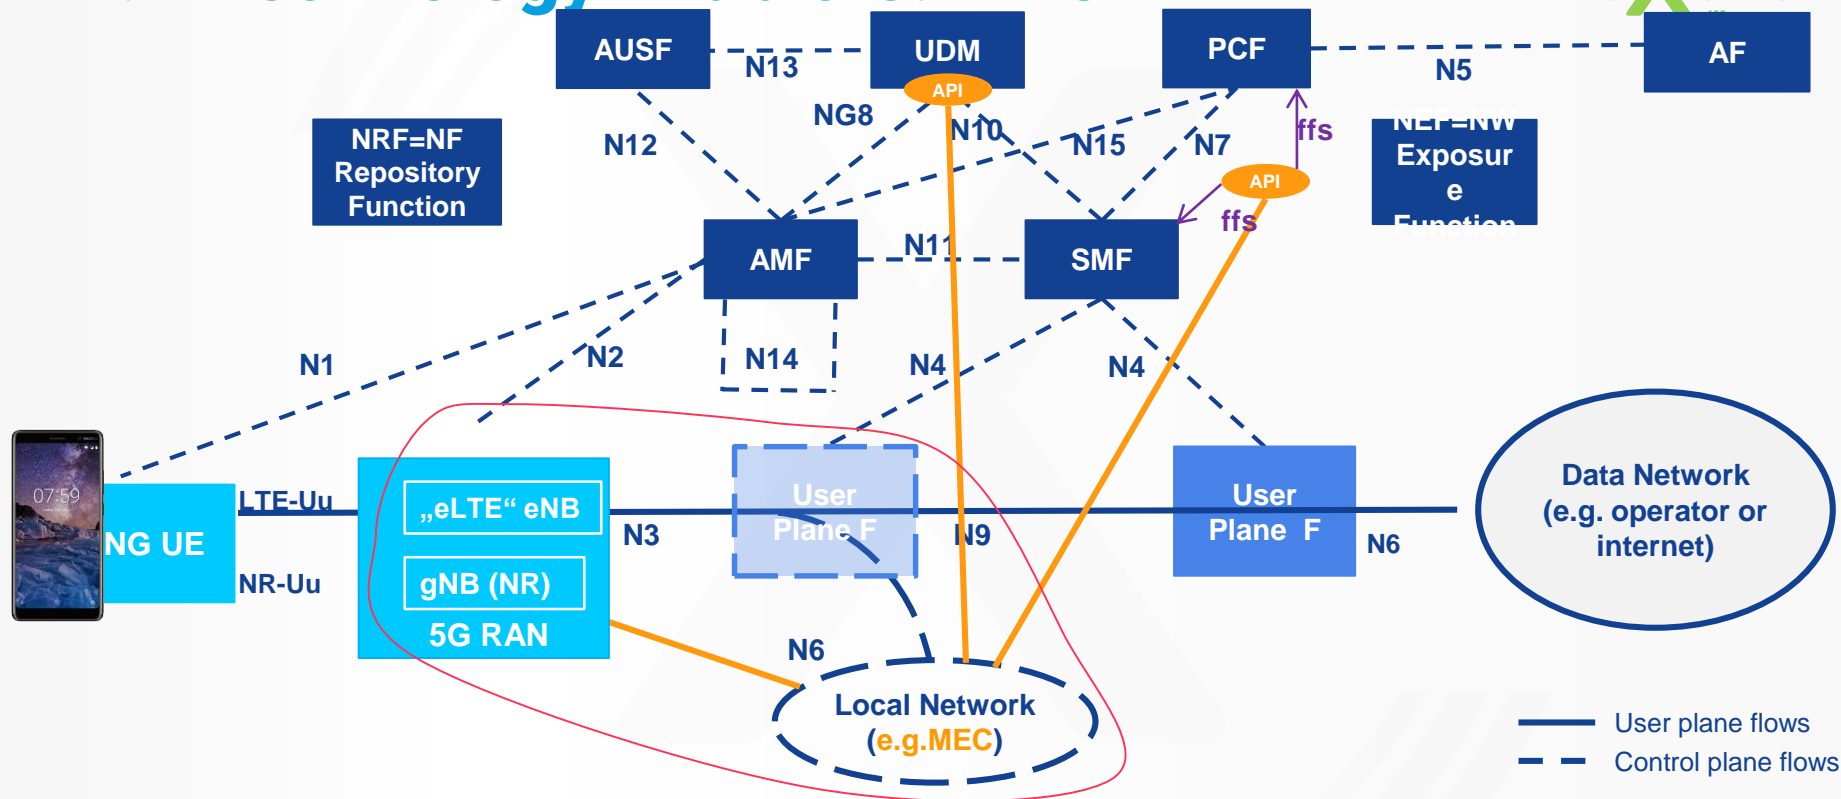 AUSF
N13
UDM
API
PCF
N5
AF
NG8
N10
N12
N15
N7
ffs
NRF=NF
Repository
Function
NEF=NW
Exposur
e
Function
API
ffs
AMF
N11
SMF
N1
N2
N14
N4
N4
07:59
NG UE
LTE-Uu
NR-Uu
„eLTE“ eNB
gNB (NR)
5G RAN
N3
User
Plane F
N9
User
Plane F
N6
Data Network
(e.g. operator or
internet)
N6
Local Network
(e.g.MEC)
User plane flows
Control plane flows